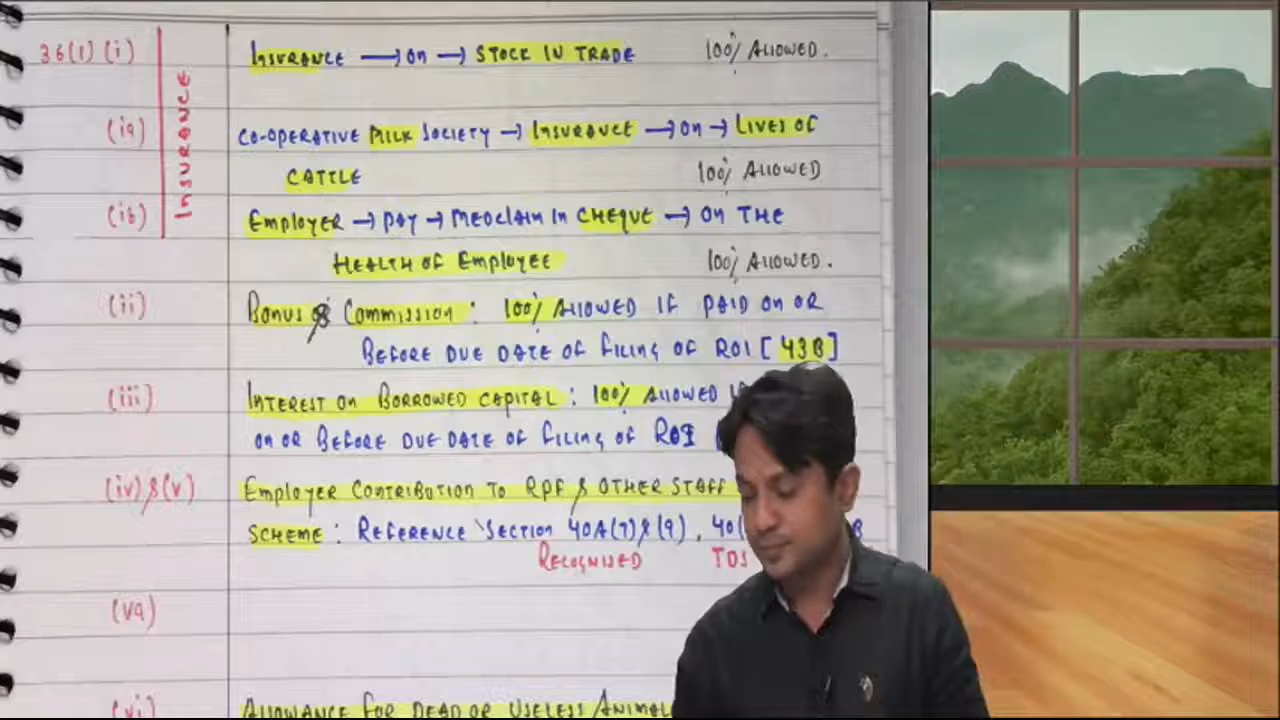 36(1) (i) INSURANCE → ON → STOCK IN TRADE 100% ALLOWED.
INSURANCE
(ia) CO-OPERATIVE MILK SOCIETY → INSURANCE → ON → LIVES OF
CATTLE 100% ALLOWED
(ib) EMPLOYER → PAY → MEDCLAIM IN CHEQUE → ON THE
HEALTH OF EMPLOYEE 100% ALLOWED.
(ii) BONUS & COMMISSION : 100% ALLOWED IF PAID ON OR
BEFORE DUE DATE OF FILING OF ROI [43B]
(iii) INTEREST ON BORROWED CAPITAL : 100% ALLOWED
ON OR BEFORE DUE DATE OF FILING OF ROI
(iv) & (v) EMPLOYER CONTRIBUTION TO RPF & OTHER STAFF
SCHEME : REFERENCE SECTION 40A(7) & (9), 40(
RECOGNISED TDS
(va)
(vi) ALLOWANCE FOR DEAD OR USELESS ANIMAL